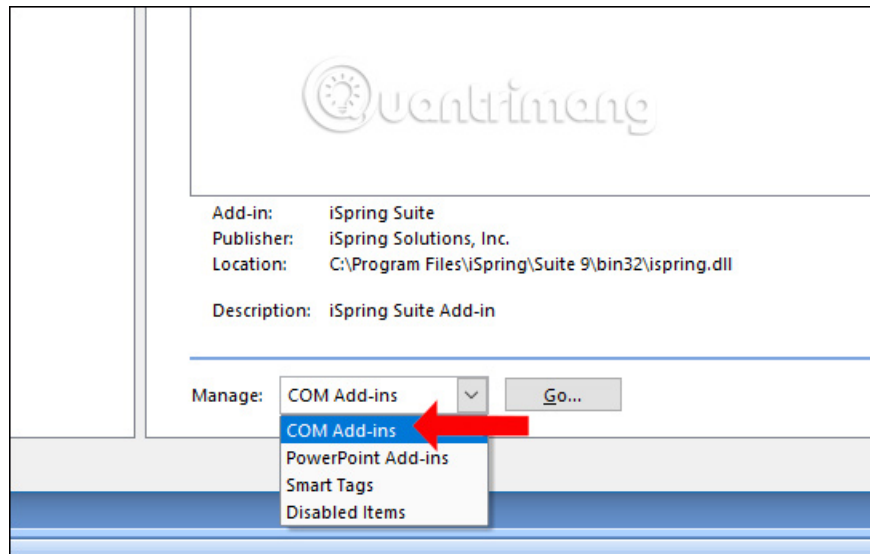 Quantrimang
Add-in: iSpring Suite
Publisher: iSpring Solutions, Inc.
Location: C:\Program Files\iSpring\Suite 9\bin32\ispring.dll
Description: iSpring Suite Add-in
Manage: COM Add-ins Go...
COM Add-ins
PowerPoint Add-ins
Smart Tags
Disabled Items